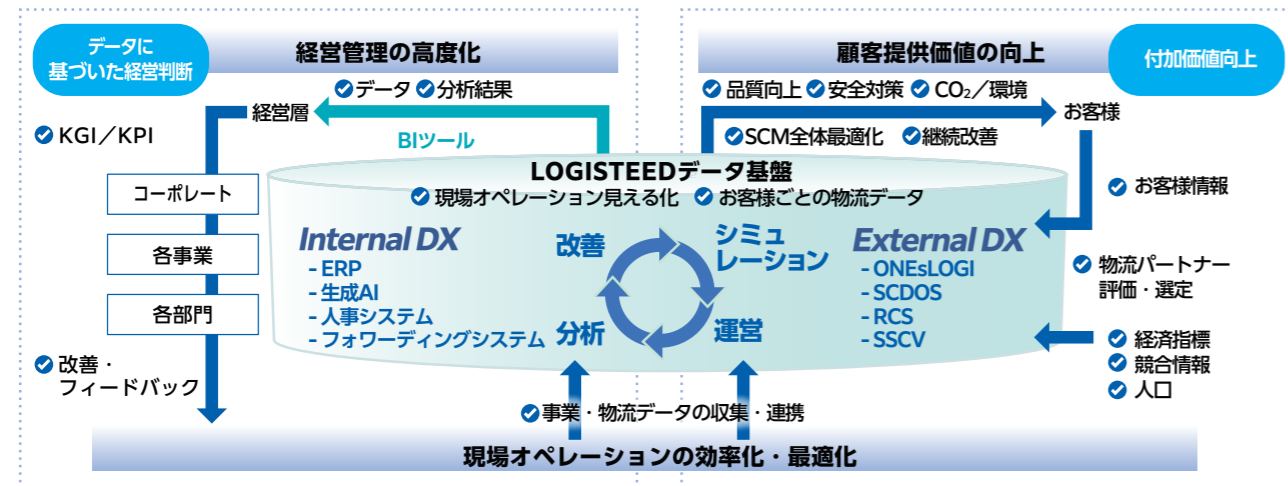 データに
基づいた経営判断
経営管理の高度化
データ 分析結果
経営層
BIツール
KGI／KPI
コーポレート
各事業
各部門
改善・
フィードバック
顧客提供価値の向上
付加価値向上
品質向上 安全対策 CO₂／環境
お客様
SCM全体最適化 継続改善
お客様情報
物流パートナー
評価・選定
経済指標
競合情報
人口
LOGISTEEDデータ基盤
現場オペレーション見える化 お客様ごとの物流データ
Internal DX
- ERP
- 生成AI
- 人事システム
- フォワーディングシステム
改善
シミュ
レーション
分析
運営
External DX
- ONEsLOGI
- SCDOS
- RCS
- SSCV
事業・物流データの収集・連携
現場オペレーションの効率化・最適化